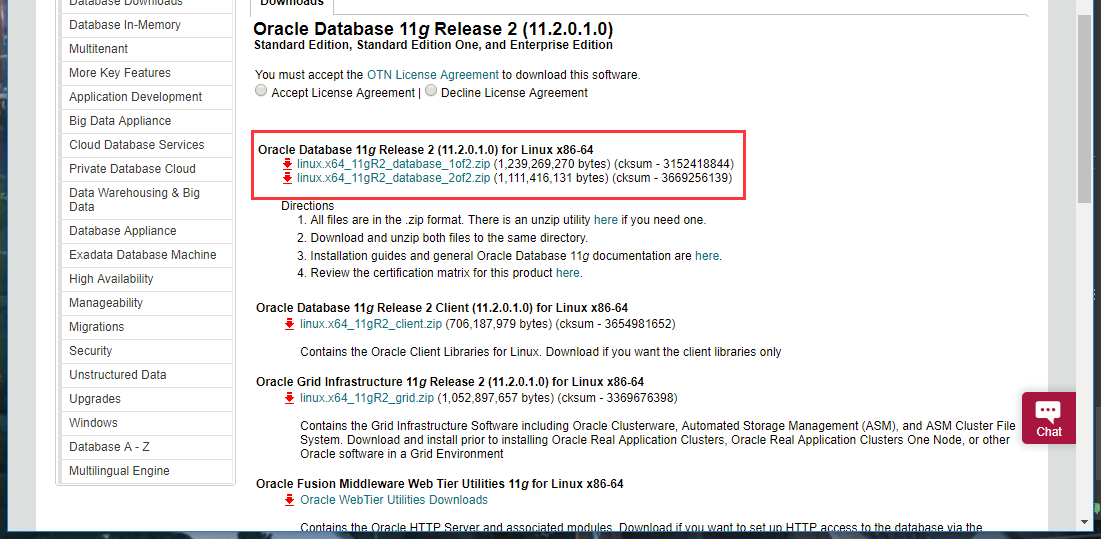 Database Downloads
Database In-Memory
Multitenant
More Key Features
Application Development
Big Data Appliance
Cloud Database Services
Private Database Cloud
Data Warehousing & Big
Data
Database Appliance
Exadata Database Machine
High Availability
Manageability
Migrations
Security
Unstructured Data
Upgrades
Windows
Database A - Z
Multilingual Engine
Downloads
Oracle Database 11g Release 2 (11.2.0.1.0)
Standard Edition, Standard Edition One, and Enterprise Edition
You must accept the OTN License Agreement to download this software.
Accept License Agreement | Decline License Agreement
Oracle Database 11g Release 2 (11.2.0.1.0) for Linux x86-64
linux.x64_11gR2_database_1of2.zip (1,239,269,270 bytes) (cksum - 3152418844)
linux.x64_11gR2_database_2of2.zip (1,111,416,131 bytes) (cksum - 3669256139)
Directions
1. All files are in the .zip format. There is an unzip utility here if you need one.
2. Download and unzip both files to the same directory.
3. Installation guides and general Oracle Database 11g documentation are here.
4. Review the certification matrix for this product here.
Oracle Database 11g Release 2 Client (11.2.0.1.0) for Linux x86-64
linux.x64_11gR2_client.zip (706,187,979 bytes) (cksum - 3654981652)
Contains the Oracle Client Libraries for Linux. Download if you want the client libraries only
Oracle Grid Infrastructure 11g Release 2 (11.2.0.1.0) for Linux x86-64
linux.x64_11gR2_grid.zip (1,052,897,657 bytes) (cksum - 3369676398)
Contains the Grid Infrastructure Software including Oracle Clusterware, Automated Storage Management (ASM), and ASM Cluster File
System. Download and install prior to installing Oracle Real Application Clusters, Oracle Real Application Clusters One Node, or other
Oracle software in a Grid Environment
Oracle Fusion Middleware Web Tier Utilities 11g for Linux x86-64
Oracle WebTier Utilities Downloads
Contains the Oracle HTTP Server and associated modules. Download if you want to set up HTTP access to the database via the
Chat